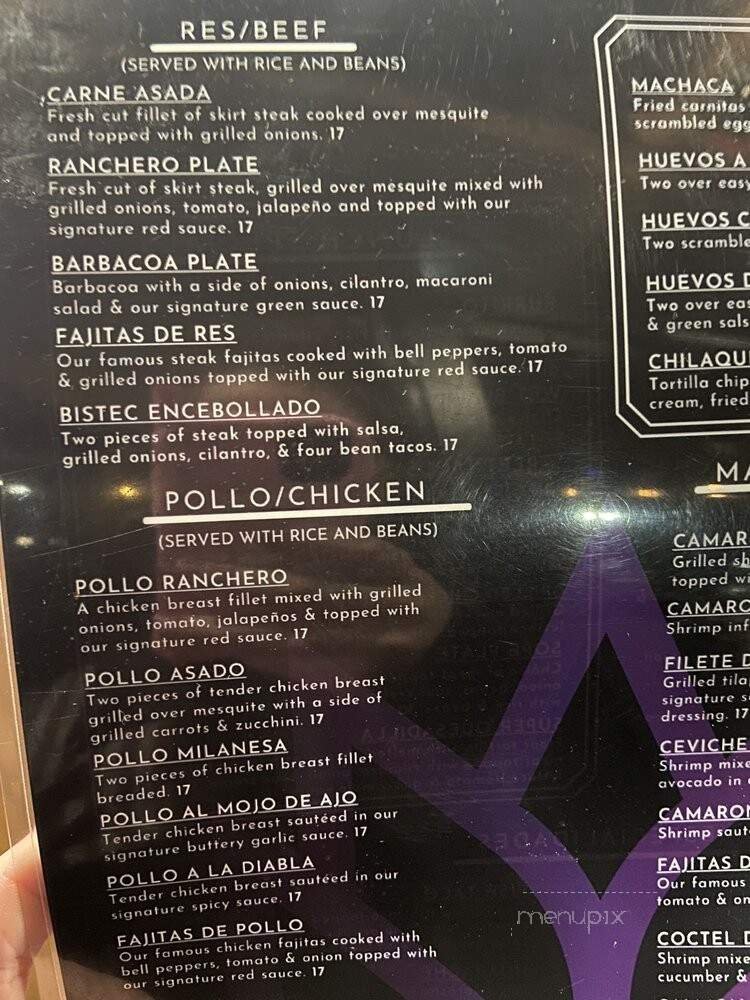 RES/BEEF
(SERVED WITH RICE AND BEANS)
CARNE ASADA
Fresh cut fillet of skirt steak cooked over mesquite
and topped with grilled onions. 17
RANCHERO PLATE
Fresh cut of skirt steak, grilled over mesquite mixed with
grilled onions, tomato, jalapeño and topped with our
signature red sauce. 17
BARBACOA PLATE
Barbacoa with a side of onions, cilantro, macaroni
salad & our signature green sauce. 17
FAJITAS DE RES
Our famous steak fajitas cooked with bell peppers, tomato
& grilled onions topped with our signature red sauce. 17
BISTEC ENCEBOLLADO
Two pieces of steak topped with salsa,
grilled onions, cilantro, & four bean tacos. 17
POLLO/CHICKEN
(SERVED WITH RICE AND BEANS)
POLLO RANCHERO
A chicken breast fillet mixed with grilled
onions, tomato, jalapeños & topped with
our signature red sauce. 17
POLLO ASADO
Two pieces of tender chicken breast
grilled over mesquite with a side of
grilled carrots & zucchini. 17
POLLO MILANESA
Two pieces of chicken breast fillet
breaded. 17
POLLO AL MOJO DE AJO
Tender chicken breast sautéed in our
signature buttery garlic sauce. 17
POLLO A LA DIABLA
Tender chicken breast sautéed in our
signature spicy sauce. 17
FAJITAS DE POLLO
Our famous chicken fajitas cooked with
bell peppers, tomato & onion topped with
our signature red sauce. 17
MACHACA
Fried carnitas
scrambled egg
HUEVOS A
Two over easy
HUEVOS C
Two scramble
HUEVOS D
Two over eas
& green sals
CHILAQU
Tortilla chip
cream, fried
MA
CAMAR
Grilled sh
topped wi
CAMARO
Shrimp inf
FILETE D
Grilled tila
signature s
dressing. 17
CEVICHE
Shrimp mixe
avocado in
CAMARON
Shrimp saut
FAJITAS D
Our famous
tomato & on
COCTEL D
Shrimp mixe
cucumber &
menupix